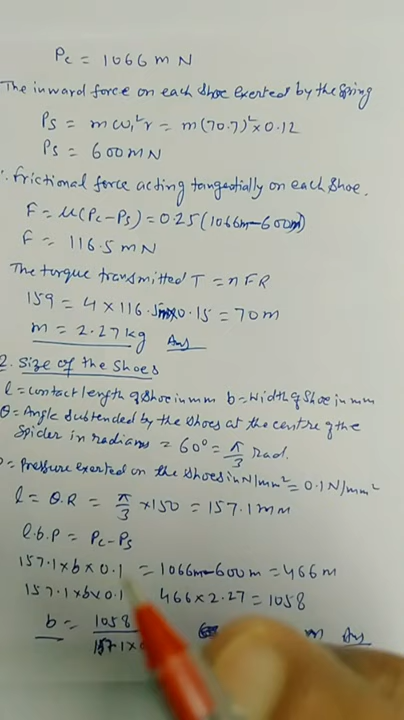 Pc = 1066 m N
The inward force on each Shoe exerted by the Spring
Ps = mω₁²r = m(70.7)² × 0.12
Ps = 600 m N
∴ Frictional force acting tangentially on each Shoe.
F = μ(Pc - Ps) = 0.25 (1066m - 600m)
F = 116.5 m N
The torque transmitted T = nFR
159 = 4 × 116.5m × 0.15 = 70 m
m = 2.27 kg Ans
2. Size of the Shoes
l = contact length of Shoe in mm b = Width of Shoe in mm
θ = Angle Subtended by the Shoes at the centre of the
Spider in radians = 60° = π/3 rad.
P = Pressure exerted on the Shoes in N/mm² = 0.1 N/mm²
l = θ.R = π/3 × 150 = 157.1 mm
l.b.P = Pc - Ps
157.1 × b × 0.1 = 1066m - 600m = 466 m
157.1 × b × 0.1 466 × 2.27 = 1058
b = 1058 / 157.1 × m Ans